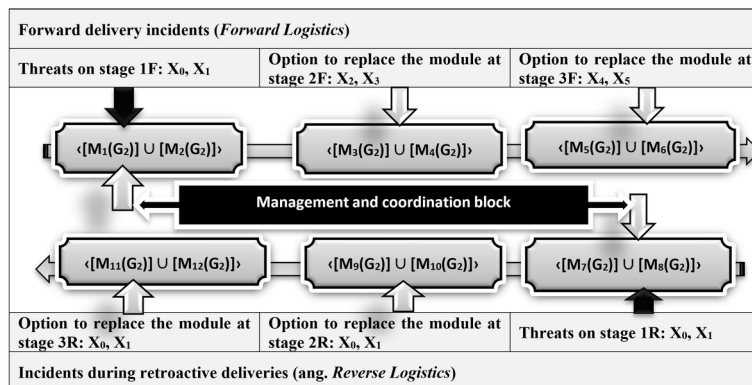 Forward delivery incidents (Forward Logistics)
Threats on stage 1F: X₀, X₁
Option to replace the module at
stage 2F: X₂, X₃
Option to replace the module at
stage 3F: X₄, X₅
‹[M₁(G₂)] ∪ [M₂(G₂)]›
‹[M₃(G₂)] ∪ [M₄(G₂)]›
‹[M₅(G₂)] ∪ [M₆(G₂)]›
Management and coordination block
‹[M₁₁(G₂)] ∪ [M₁₂(G₂)]›
‹[M₉(G₂)] ∪ [M₁₀(G₂)]›
‹[M₇(G₂)] ∪ [M₈(G₂)]›
Option to replace the module at
stage 3R: X₀, X₁
Option to replace the module at
stage 2R: X₀, X₁
Threats on stage 1R: X₀, X₁
Incidents during retroactive deliveries (ang. Reverse Logistics)